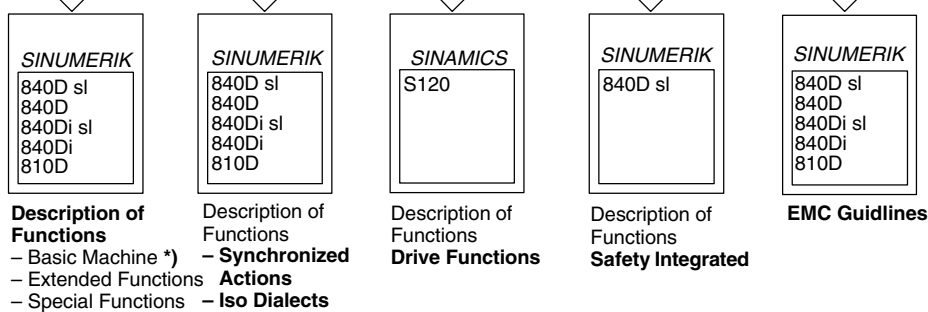 SINUMERIK
840D sl
840D
840Di sl
840Di
810D
Description of
Functions
– Basic Machine *)
– Extended Functions
– Special Functions
SINUMERIK
840D sl
840D
840Di sl
840Di
810D
Description of
Functions
– Synchronized
Actions
– Iso Dialects
SINAMICS
S120
Description of
Functions
Drive Functions
840D sl
SINUMERIK
Description of
Functions
Safety Integrated
SINUMERIK
840D sl
840D
840Di sl
840Di
810D
EMC Guidlines